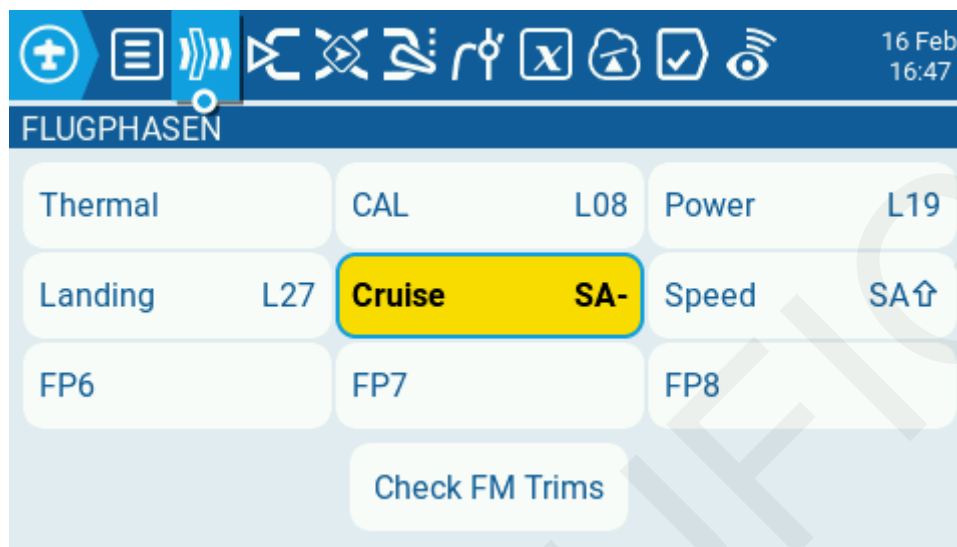 16 Feb
16:47
FLUGPHASEN
Thermal CAL L08 Power L19
Landing L27 Cruise SA- Speed SA⇧
FP6 FP7 FP8
Check FM Trims